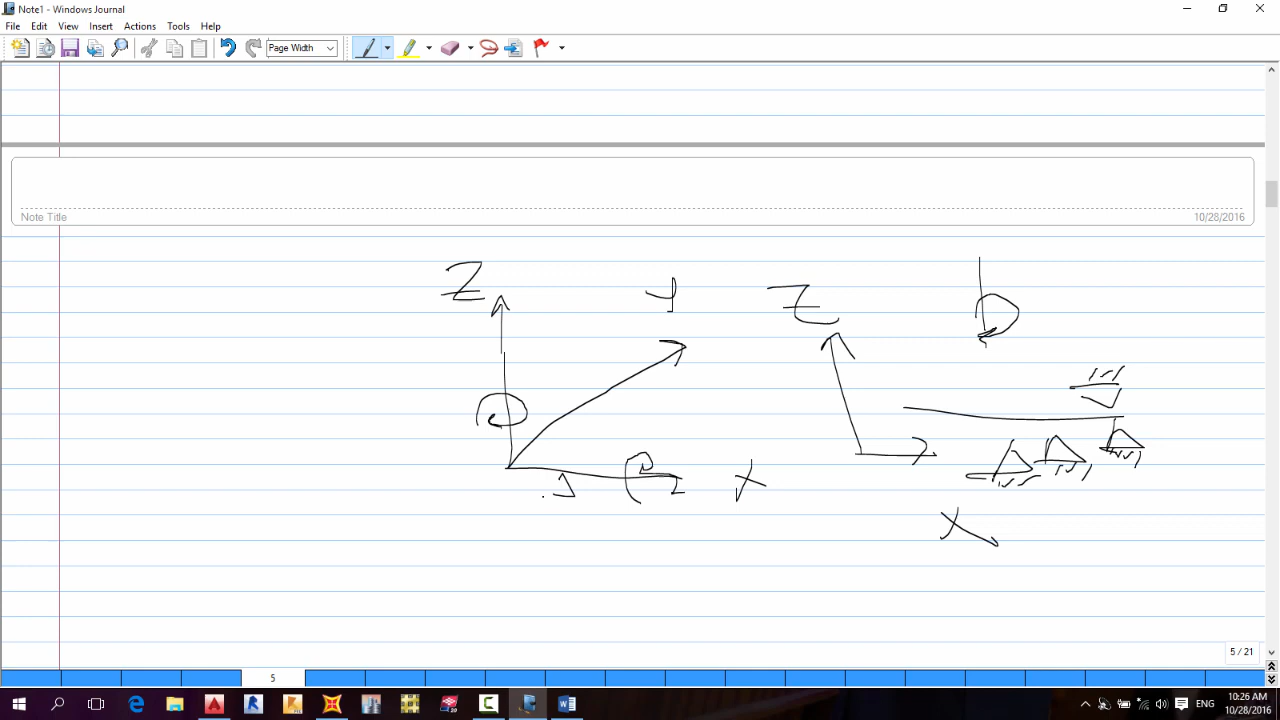 Note1 - Windows Journal
File Edit View Insert Actions Tools Help
Page Width
Note Title
10/28/2016
Z
y
Z
X
X
5 / 21
5
ENG
10:26 AM
10/28/2016